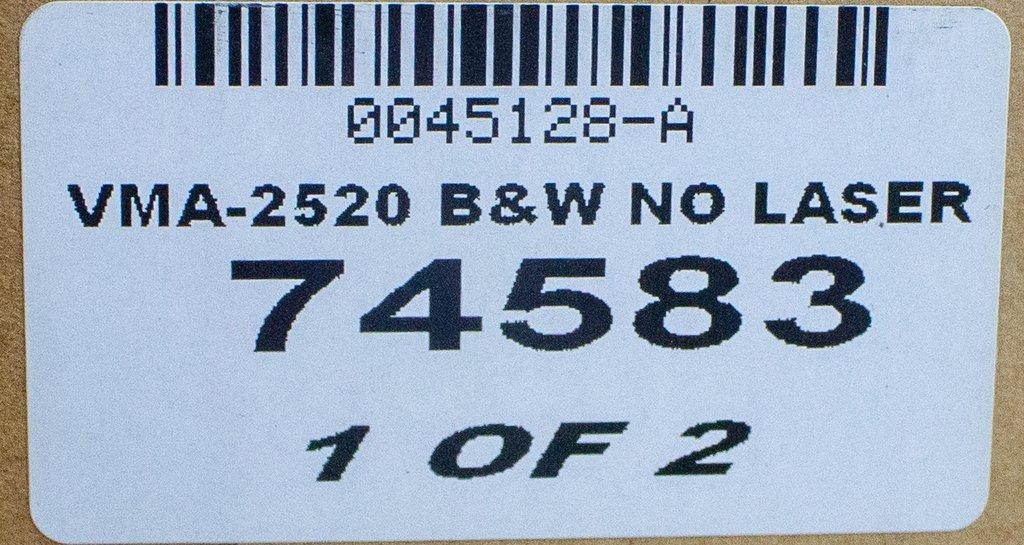 0045128-A
VMA-2520 B&W NO LASER
74583
1 OF 2